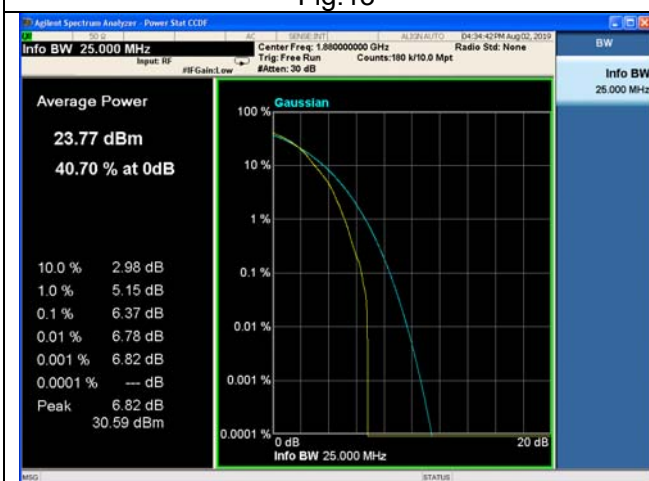 Agilent Spectrum Analyzer - Power Stat CCDF
50 Ω AC SENSE:INT ALIGN AUTO 04:34:42 PM Aug 02, 2019
Info BW 25.000 MHz
Center Freq: 1.880000000 GHz
Radio Std: None
Input: RF
Trig: Free Run
Counts:180 k/10.0 Mpt
#IFGain:Low
#Atten: 30 dB
BW
Info BW
25.000 MHz
Average Power
23.77 dBm
40.70 % at 0dB
10.0 % 2.98 dB
1.0 % 5.15 dB
0.1 % 6.37 dB
0.01 % 6.78 dB
0.001 % 6.82 dB
0.0001 % --- dB
Peak 6.82 dB
30.59 dBm
Gaussian
100 %
10 %
1 %
0.1 %
0.01 %
0.001 %
0.0001 %
0 dB
20 dB
Info BW 25.000 MHz
MSG
STATUS